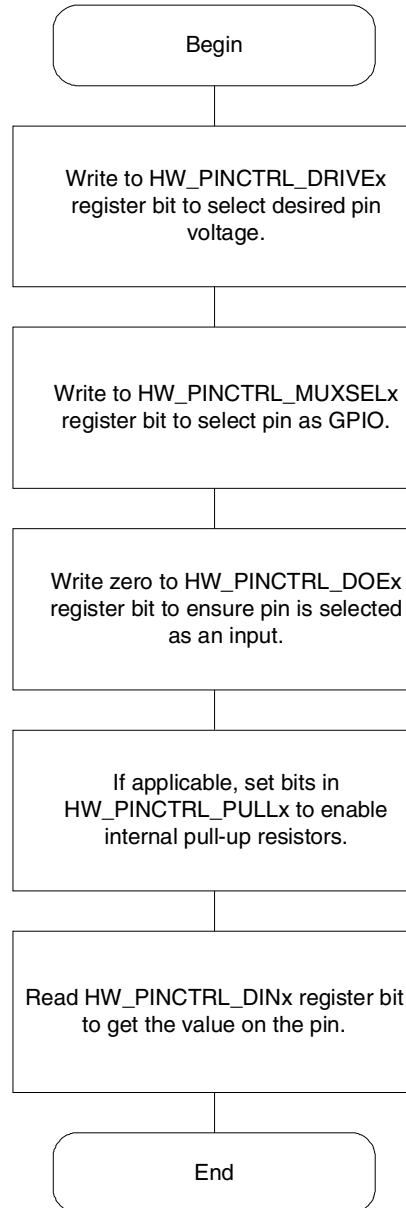 Begin
Write to HW_PINCTRL_DRIVEx
register bit to select desired pin
voltage.
Write to HW_PINCTRL_MUXSELx
register bit to select pin as GPIO.
Write zero to HW_PINCTRL_DOEx
register bit to ensure pin is selected
as an input.
If applicable, set bits in
HW_PINCTRL_PULLx to enable
internal pull-up resistors.
Read HW_PINCTRL_DINx register bit
to get the value on the pin.
End